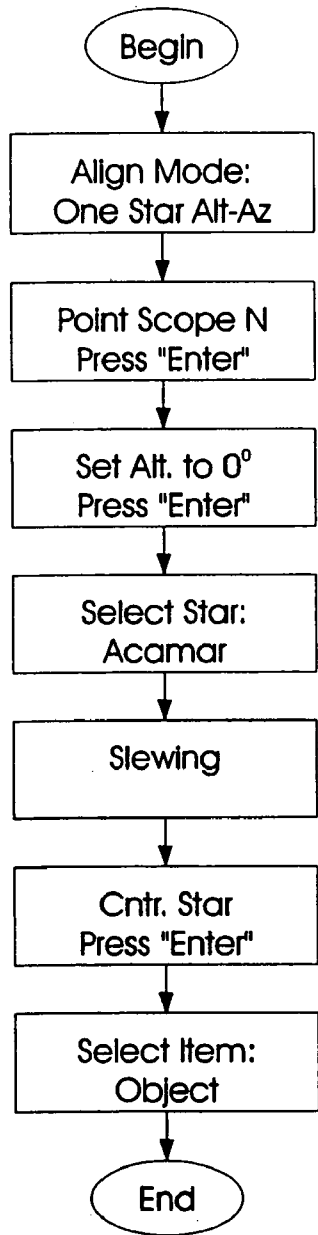 Begin
Align Mode:
One Star Alt-Az
Point Scope N
Press "Enter"
Set Alt. to 0°
Press "Enter"
Select Star:
Acamar
Slewing
Cntr. Star
Press "Enter"
Select Item:
Object
End